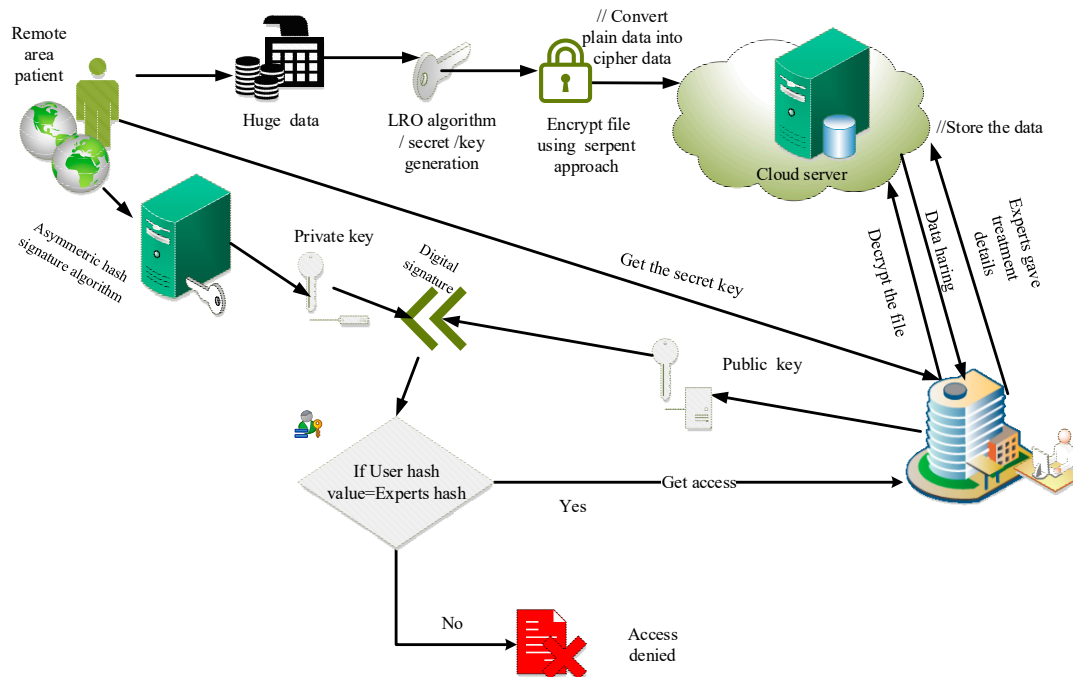 Remote
area
patient
Huge data
LRO algorithm
/ secret /key
generation
// Convert
plain data into
cipher data
Encrypt file
using serpent
approach
Cloud server
//Store the data
Asymmetric hash
signature algorithm
Private key
Digital
signature
Get the secret key
Decrypt the file
Data haring
Experts gave
treatment
details
Public key
If User hash
value=Experts hash
Get access
Yes
No
Access
denied